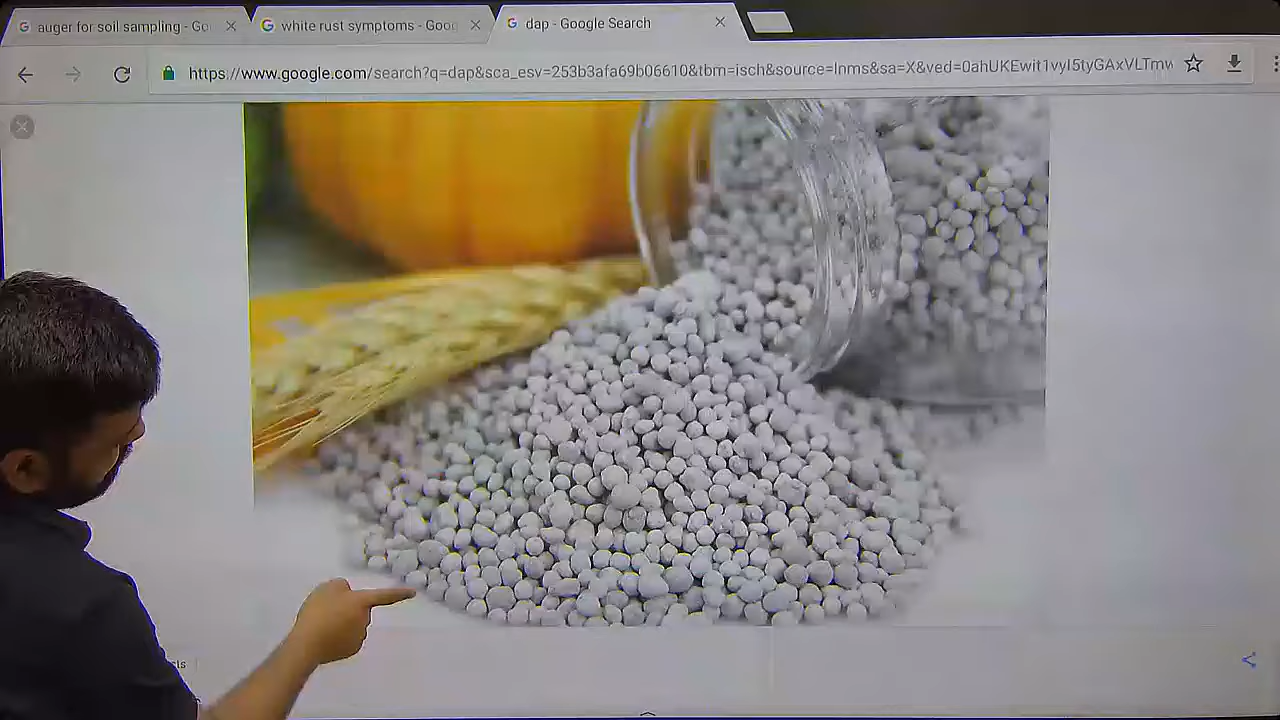 auger for soil sampling - Go
white rust symptoms - Goog
dap - Google Search
https://www.google.com/search?q=dap&sca_esv=253b3afa69b06610&tbm=isch&source=lnms&sa=X&ved=0ahUKEwit1vyI5tyGAxVLTmw